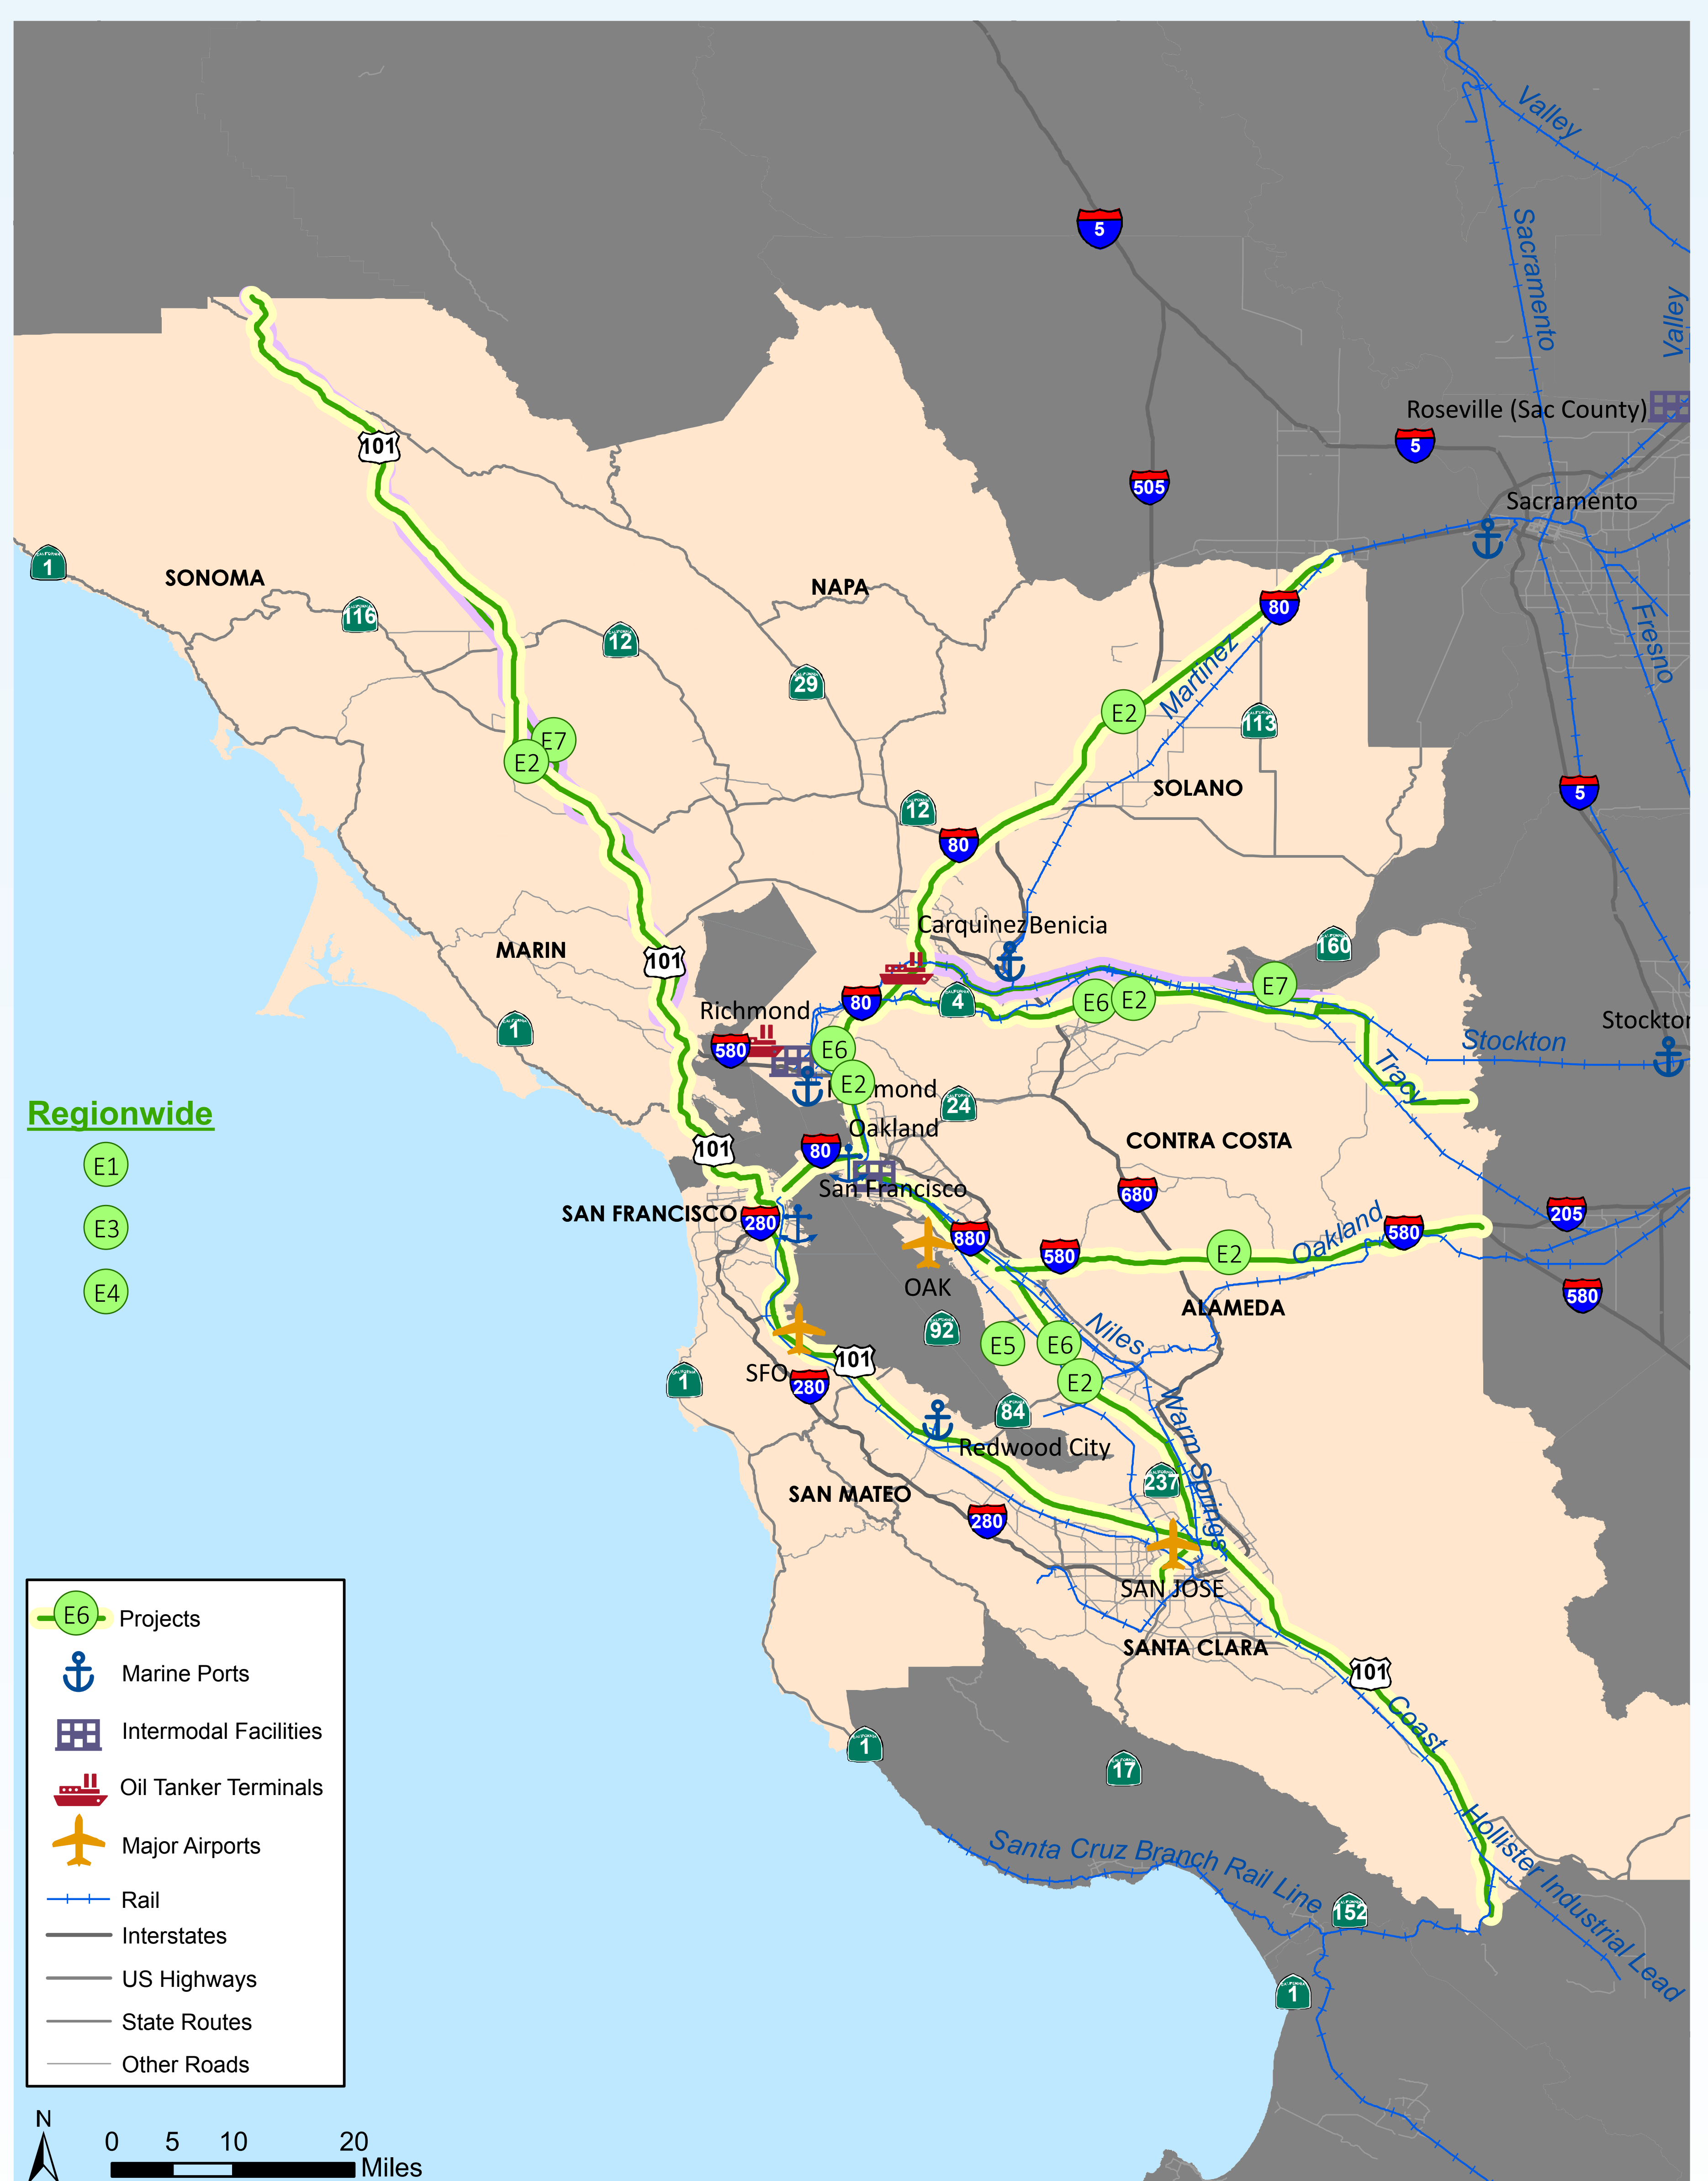 Valley
5
Sacramento
Valley
Roseville (Sac County)
5
101
505
Sacramento
1
SONOMA
NAPA
80
116
12
Fresno
29
Martinez
E2
113
E7
E2
SOLANO
5
12
80
Carquinez
Benicia
MARIN
160
101
E7
80
4
E6
E2
Richmond
Stockton
1
580
E6
Stockton
E2
Tracy
24
Regionwide
Oakland
CONTRA COSTA
101
80
E1
San Francisco
680
SAN FRANCISCO
280
205
E3
880
580
E2
Oakland
580
OAK
E4
580
ALAMEDA
92
E5
E6
Niles
101
SFO
1
280
E2
84
Warm Springs
Redwood City
237
SAN MATEO
280
SAN JOSE
SANTA CLARA
101
Coast
1
17
Hollister Industrial Lead
Santa Cruz Branch Rail Line
152
1
E6 Projects
Marine Ports
Intermodal Facilities
Oil Tanker Terminals
Major Airports
Rail
Interstates
US Highways
State Routes
Other Roads
N
0 5 10 20
Miles